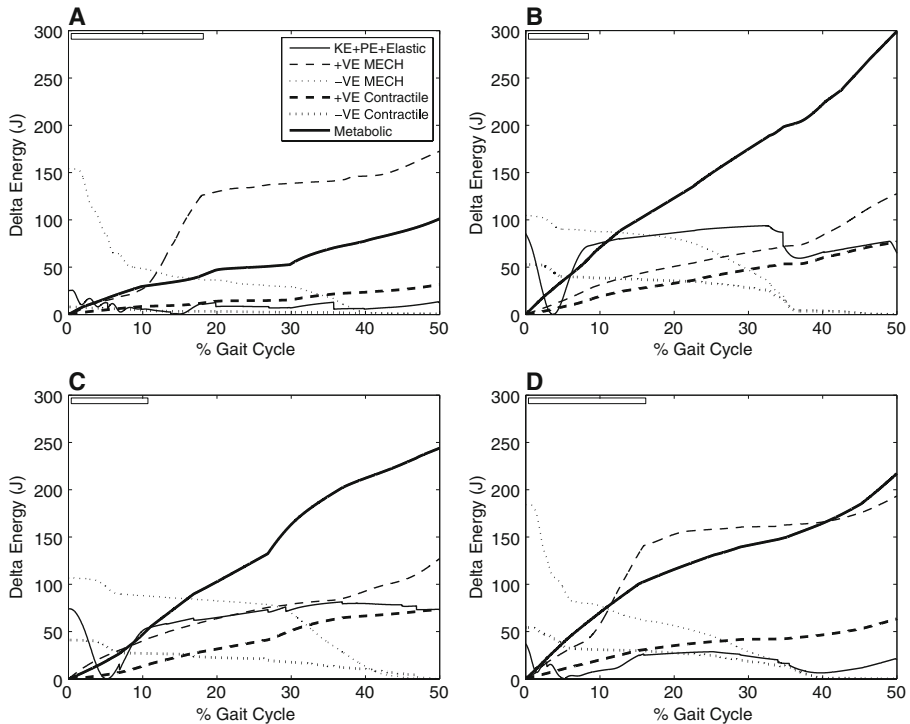 A
300
250
200
150
100
50
0
Delta Energy (J)
KE+PE+Elastic
+VE MECH
−VE MECH
+VE Contractile
−VE Contractile
Metabolic
0 10 20 30 40 50
% Gait Cycle
B
300
250
200
150
100
50
0
Delta Energy (J)
0 10 20 30 40 50
% Gait Cycle
C
300
250
200
150
100
50
0
Delta Energy (J)
0 10 20 30 40 50
% Gait Cycle
D
300
250
200
150
100
50
0
Delta Energy (J)
0 10 20 30 40 50
% Gait Cycle